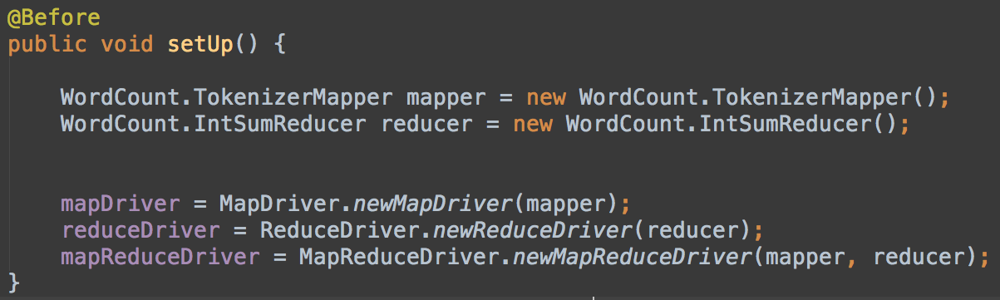 @Before
public void setUp() {
WordCount.TokenizerMapper mapper = new WordCount.TokenizerMapper();
WordCount.IntSumReducer reducer = new WordCount.IntSumReducer();
mapDriver = MapDriver.newMapDriver(mapper);
reduceDriver = ReduceDriver.newReduceDriver(reducer);
mapReduceDriver = MapReduceDriver.newMapReduceDriver(mapper, reducer);
}